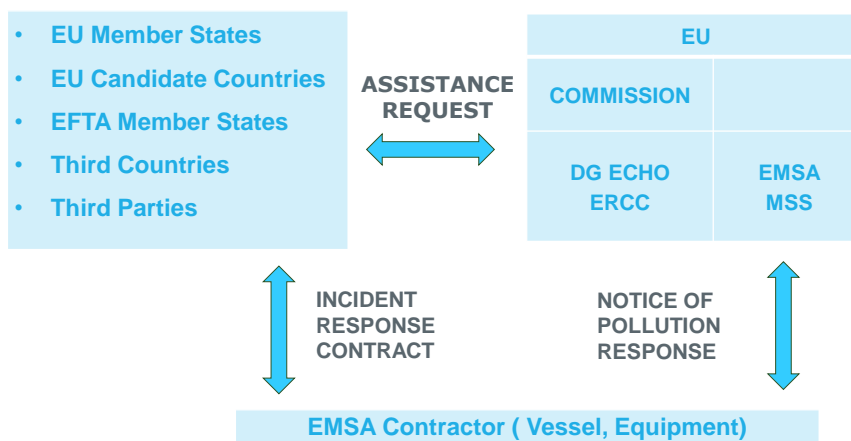 • EU Member States
• EU Candidate Countries
• EFTA Member States
• Third Countries
• Third Parties
ASSISTANCE
REQUEST
EU
COMMISSION
DG ECHO
ERCC
EMSA
MSS
INCIDENT
RESPONSE
CONTRACT
NOTICE OF
POLLUTION
RESPONSE
EMSA Contractor ( Vessel, Equipment)